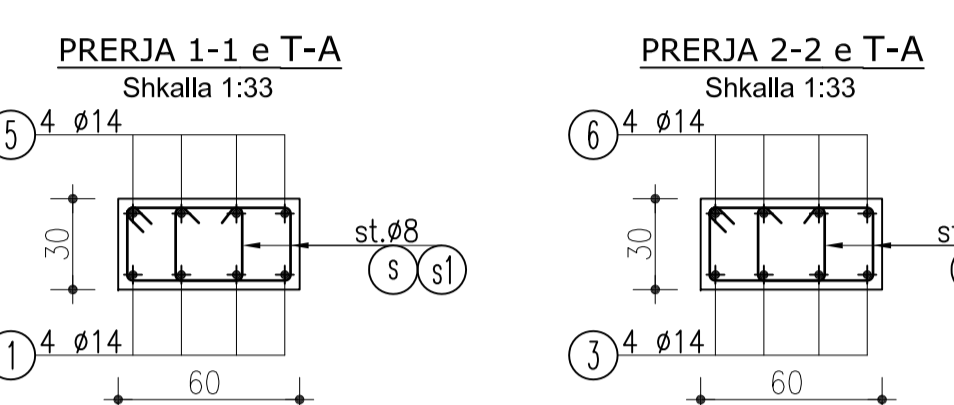 PRERJA 1-1 e T-A
Shkalla 1:33
5 4 ø14
30
st.ø8
s s1
1 4 ø14
60
PRERJA 2-2 e T-A
Shkalla 1:33
6 4 ø14
30
3 4 ø14
60